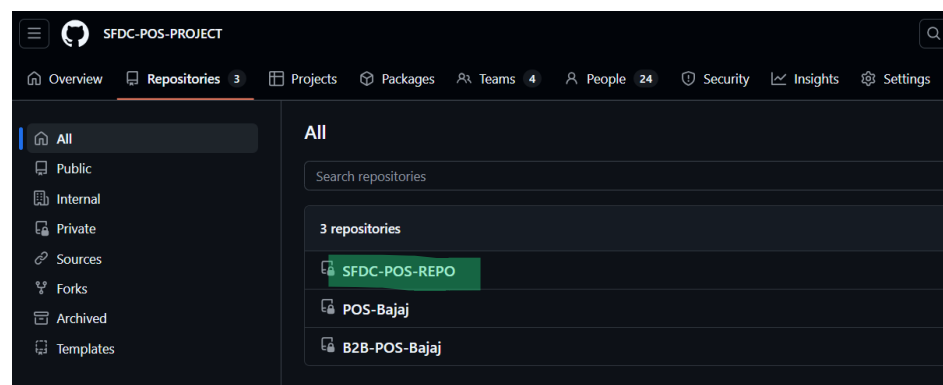 SFDC-POS-PROJECT
Overview Repositories 3 Projects Packages Teams 4 People 24 Security Insights Settings
All
Public
Internal
Private
Sources
Forks
Archived
Templates
All
Search repositories
3 repositories
SFDC-POS-REPO
POS-Bajaj
B2B-POS-Bajaj